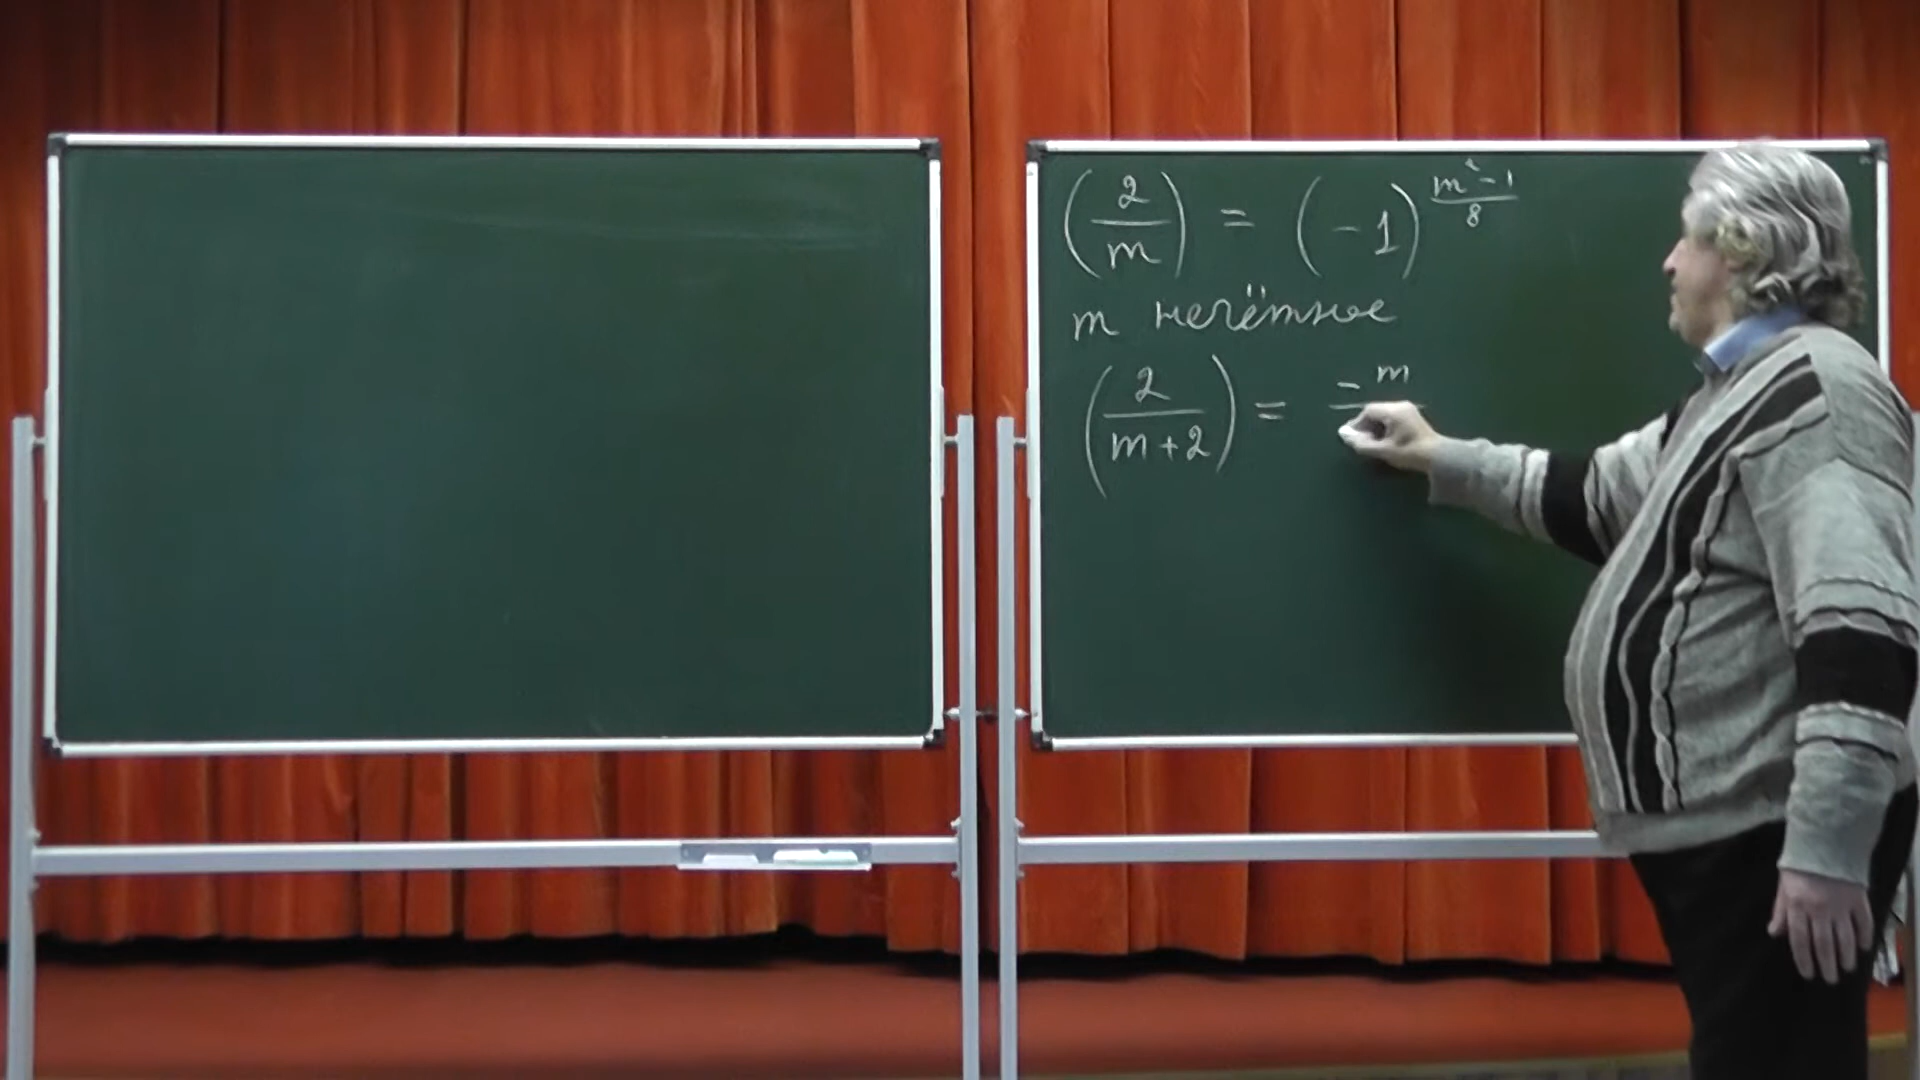 (2/m) = (-1)^((m²-1)/8)
m нечётное
(2/(m+2)) = -m